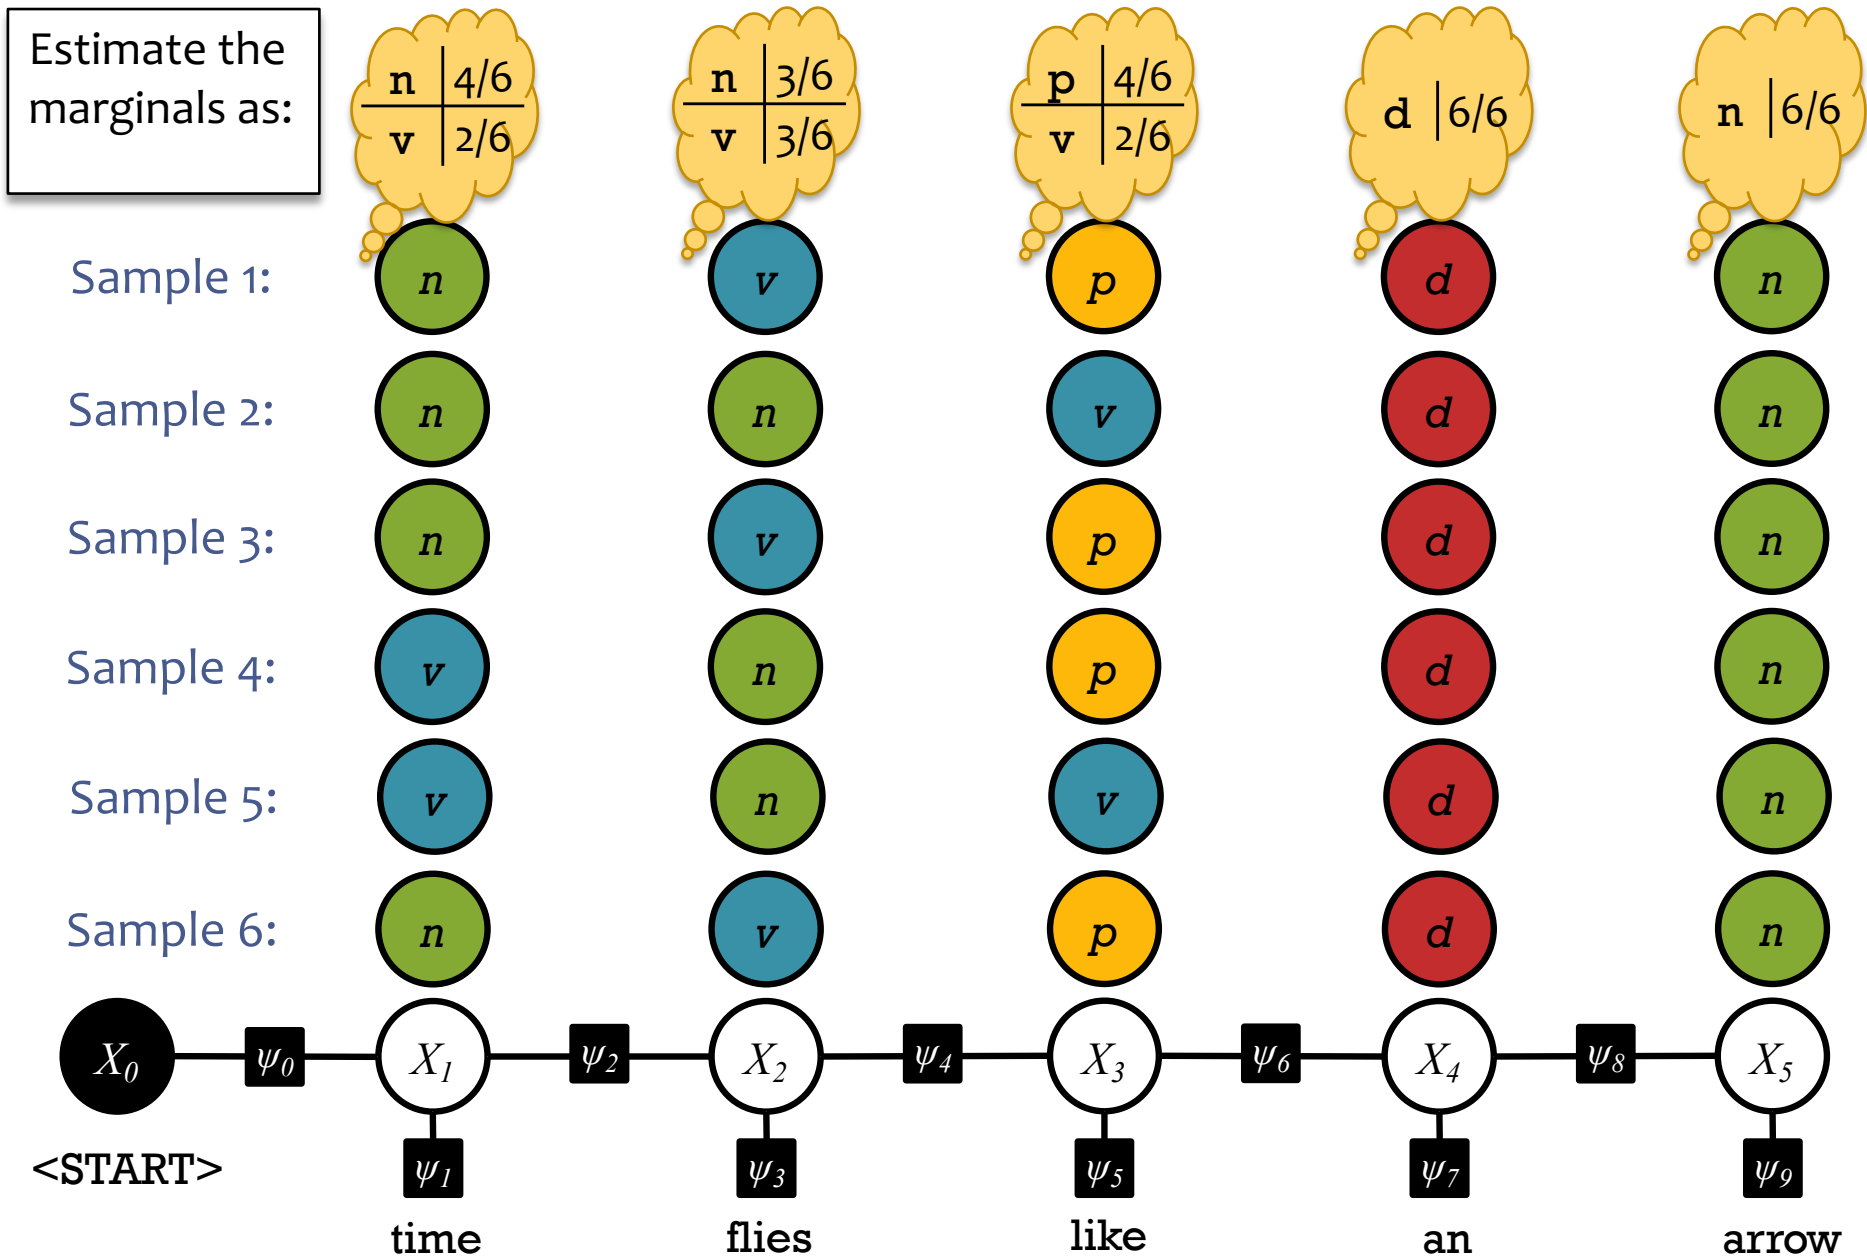 Estimate the
marginals as:
n 4/6
v 2/6
n 3/6
v 3/6
p 4/6
v 2/6
d 6/6
n 6/6
Sample 1: n v p d n
Sample 2: n n v d n
Sample 3: n v p d n
Sample 4: v n p d n
Sample 5: v n v d n
Sample 6: n v p d n
X0 ψ0 X1 ψ2 X2 ψ4 X3 ψ6 X4 ψ8 X5
<START> ψ1 ψ3 ψ5 ψ7 ψ9
time flies like an arrow